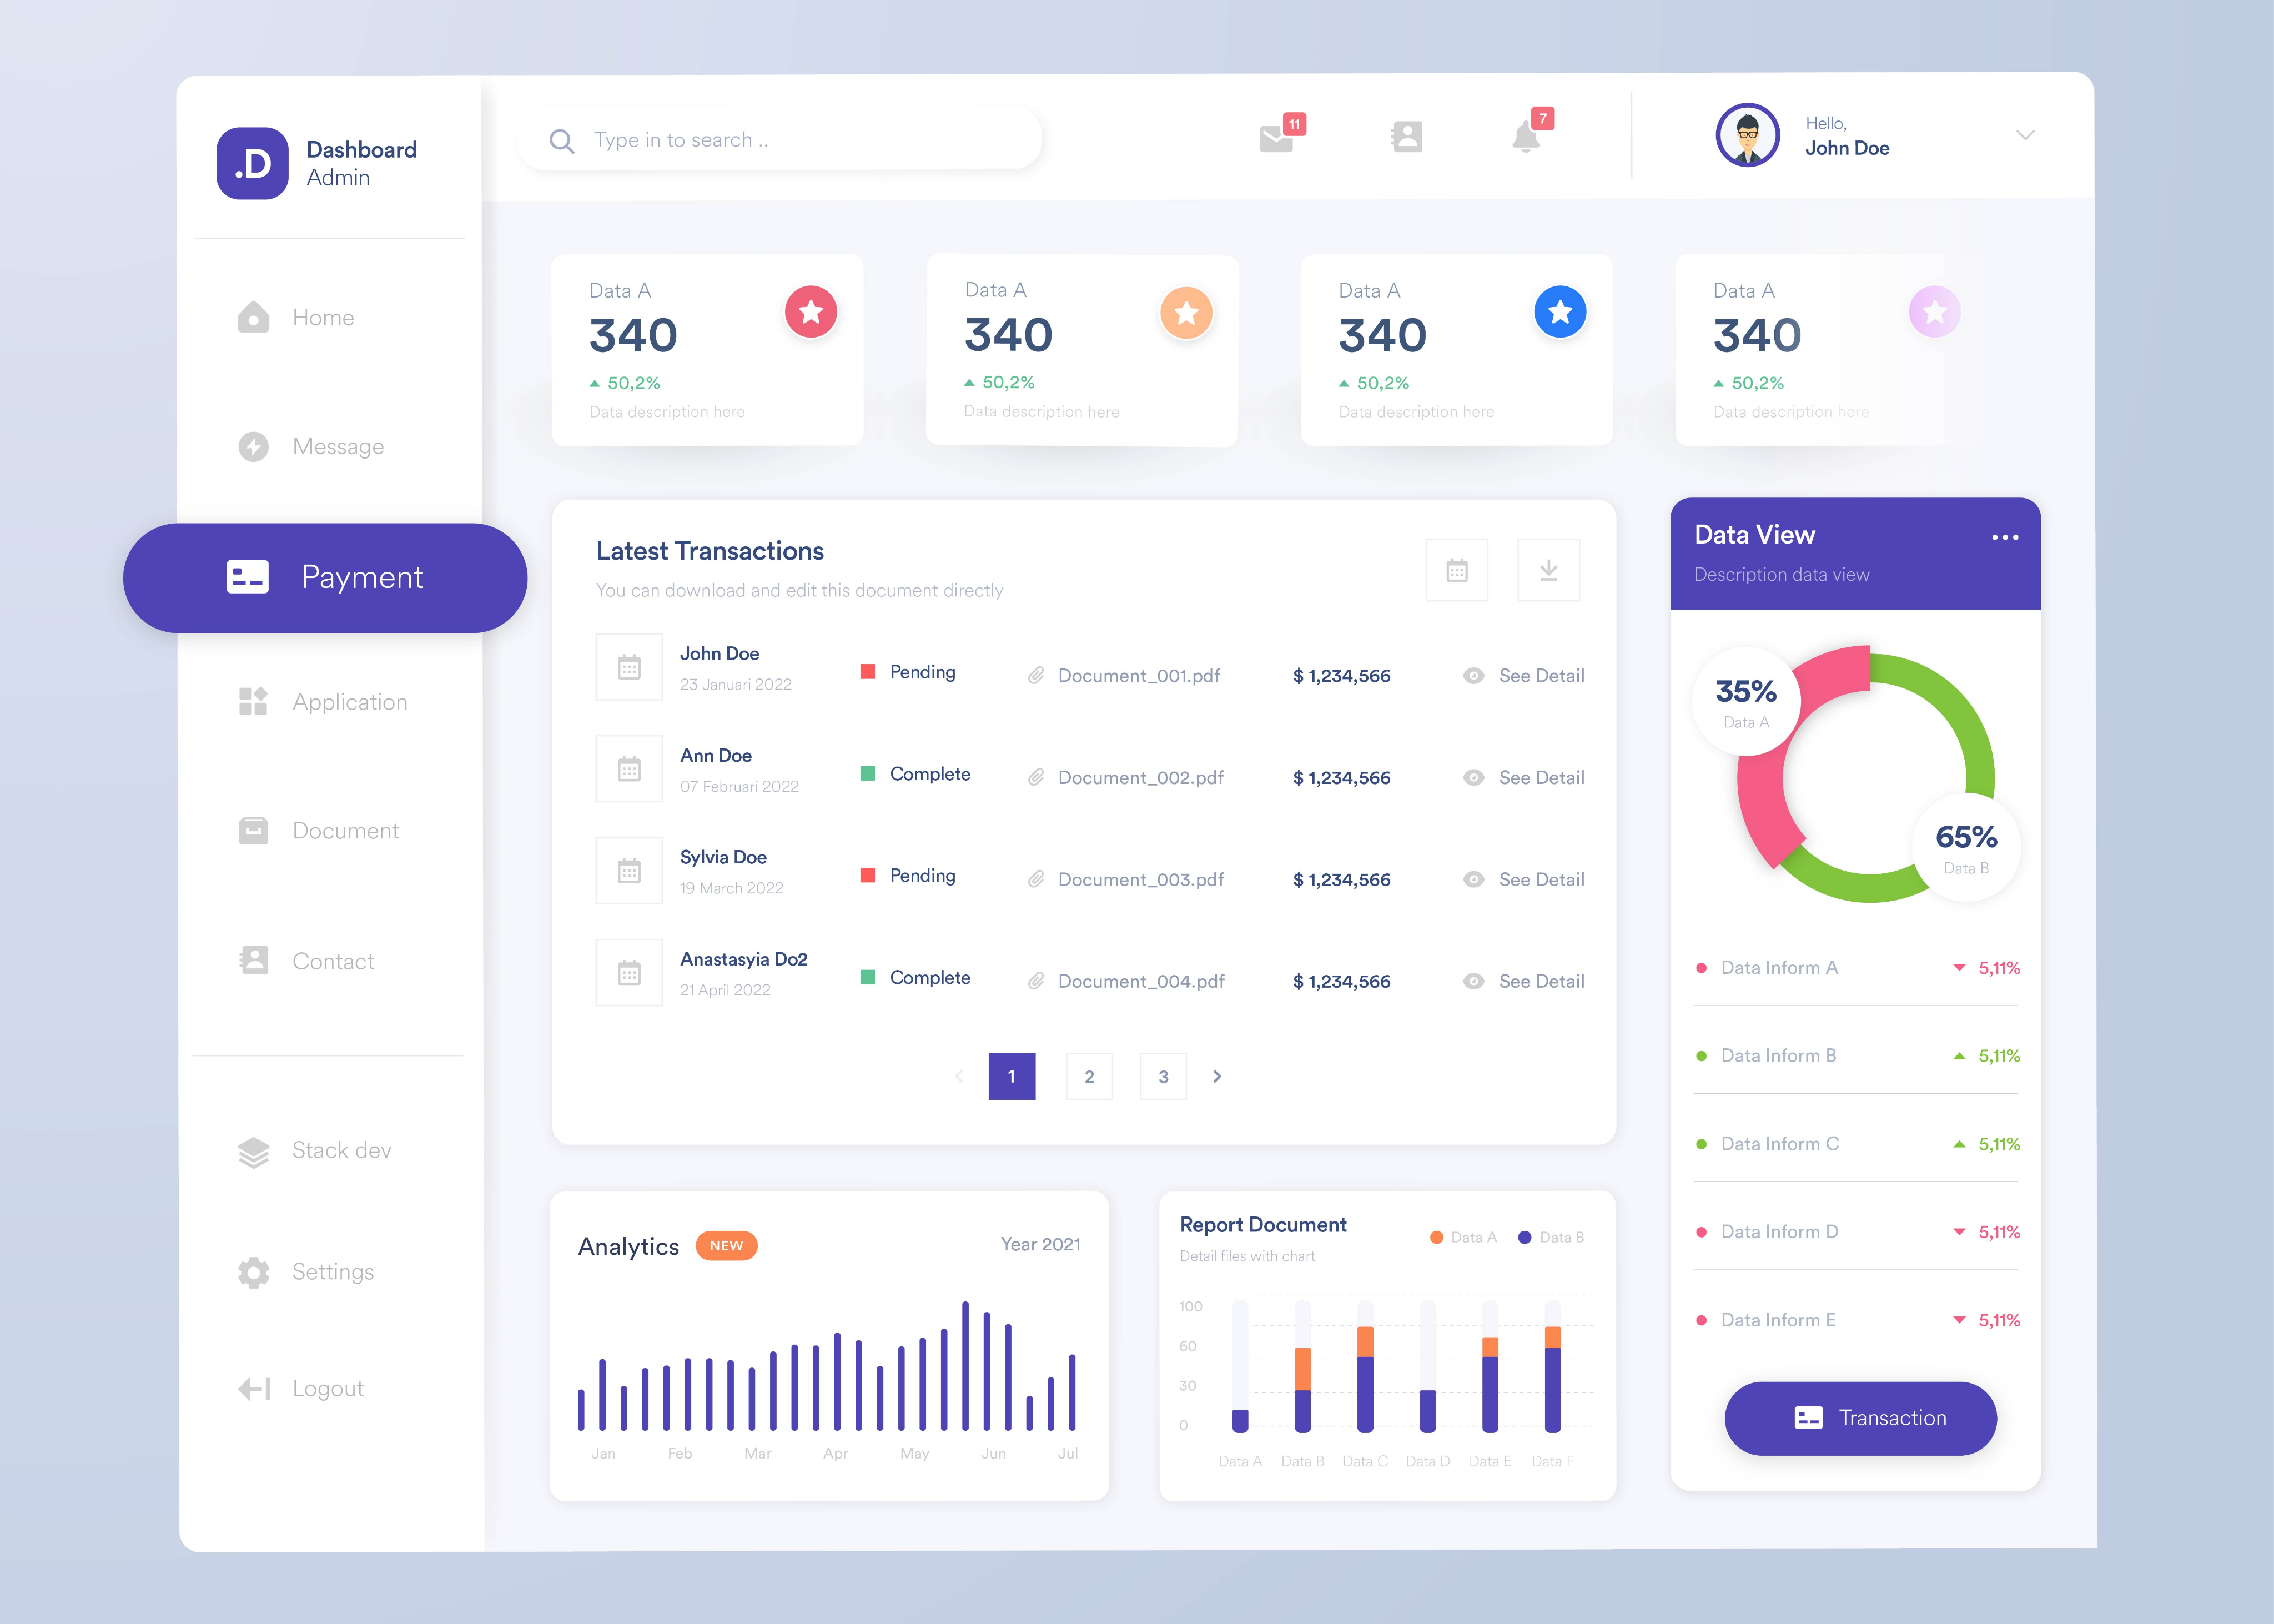 .D
Dashboard
Admin
Home
Message
Payment
Application
Document
Contact
Stack dev
Settings
Logout
Type in to search ..
11
7
Hello,
John Doe
Data A
340
50,2%
Data description here
Data A
340
50,2%
Data description here
Data A
340
50,2%
Data description here
Data A
340
50,2%
Data description here
Latest Transactions
You can download and edit this document directly
John Doe
23 Januari 2022
Pending
Document_001.pdf
$ 1,234,566
See Detail
Ann Doe
07 Februari 2022
Complete
Document_002.pdf
$ 1,234,566
See Detail
Sylvia Doe
19 March 2022
Pending
Document_003.pdf
$ 1,234,566
See Detail
Anastasyia Do2
21 April 2022
Complete
Document_004.pdf
$ 1,234,566
See Detail
1 2 3
Data View
Description data view
35%
Data A
65%
Data B
Data Inform A 5,11%
Data Inform B 5,11%
Data Inform C 5,11%
Data Inform D 5,11%
Data Inform E 5,11%
Transaction
Analytics NEW Year 2021
Jan Feb Mar Apr May Jun Jul
Report Document
Detail files with chart
Data A Data B
100
60
30
0
Data A Data B Data C Data D Data E Data F